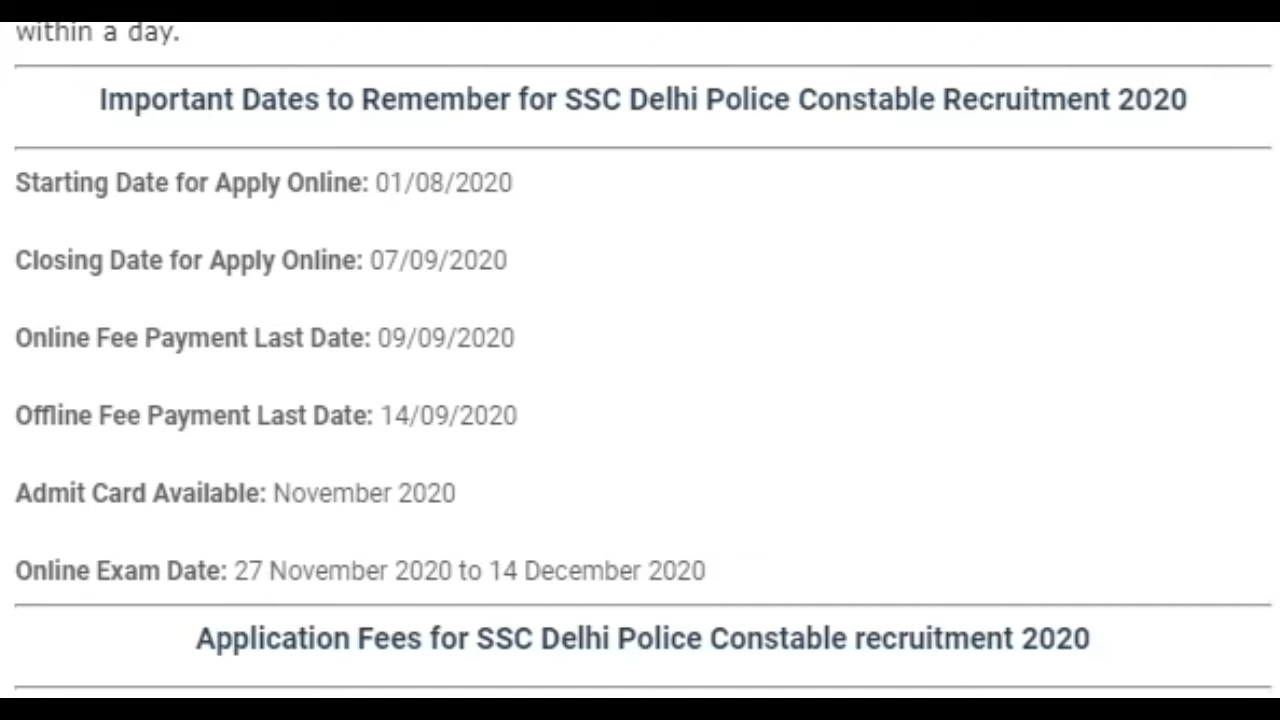 within a day.
Important Dates to Remember for SSC Delhi Police Constable Recruitment 2020
Starting Date for Apply Online: 01/08/2020
Closing Date for Apply Online: 07/09/2020
Online Fee Payment Last Date: 09/09/2020
Offline Fee Payment Last Date: 14/09/2020
Admit Card Available: November 2020
Online Exam Date: 27 November 2020 to 14 December 2020
Application Fees for SSC Delhi Police Constable recruitment 2020